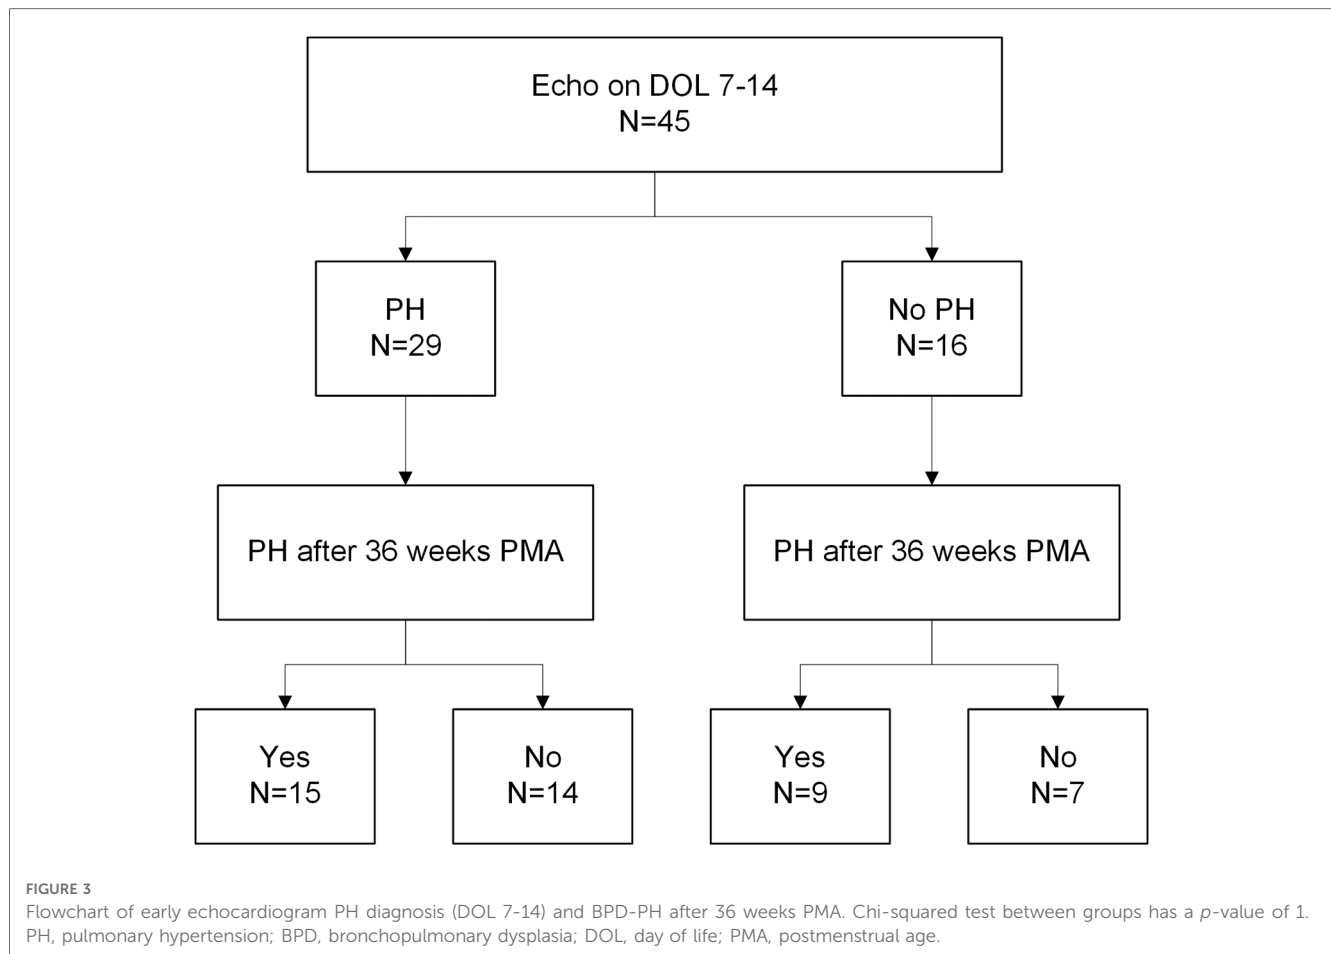 Echo on DOL 7-14
N=45
PH
N=29
No PH
N=16
PH after 36 weeks PMA
PH after 36 weeks PMA
Yes
N=15
No
N=14
Yes
N=9
No
N=7
FIGURE 3
Flowchart of early echocardiogram PH diagnosis (DOL 7-14) and BPD-PH after 36 weeks PMA. Chi-squared test between groups has a p-value of 1.
PH, pulmonary hypertension; BPD, bronchopulmonary dysplasia; DOL, day of life; PMA, postmenstrual age.